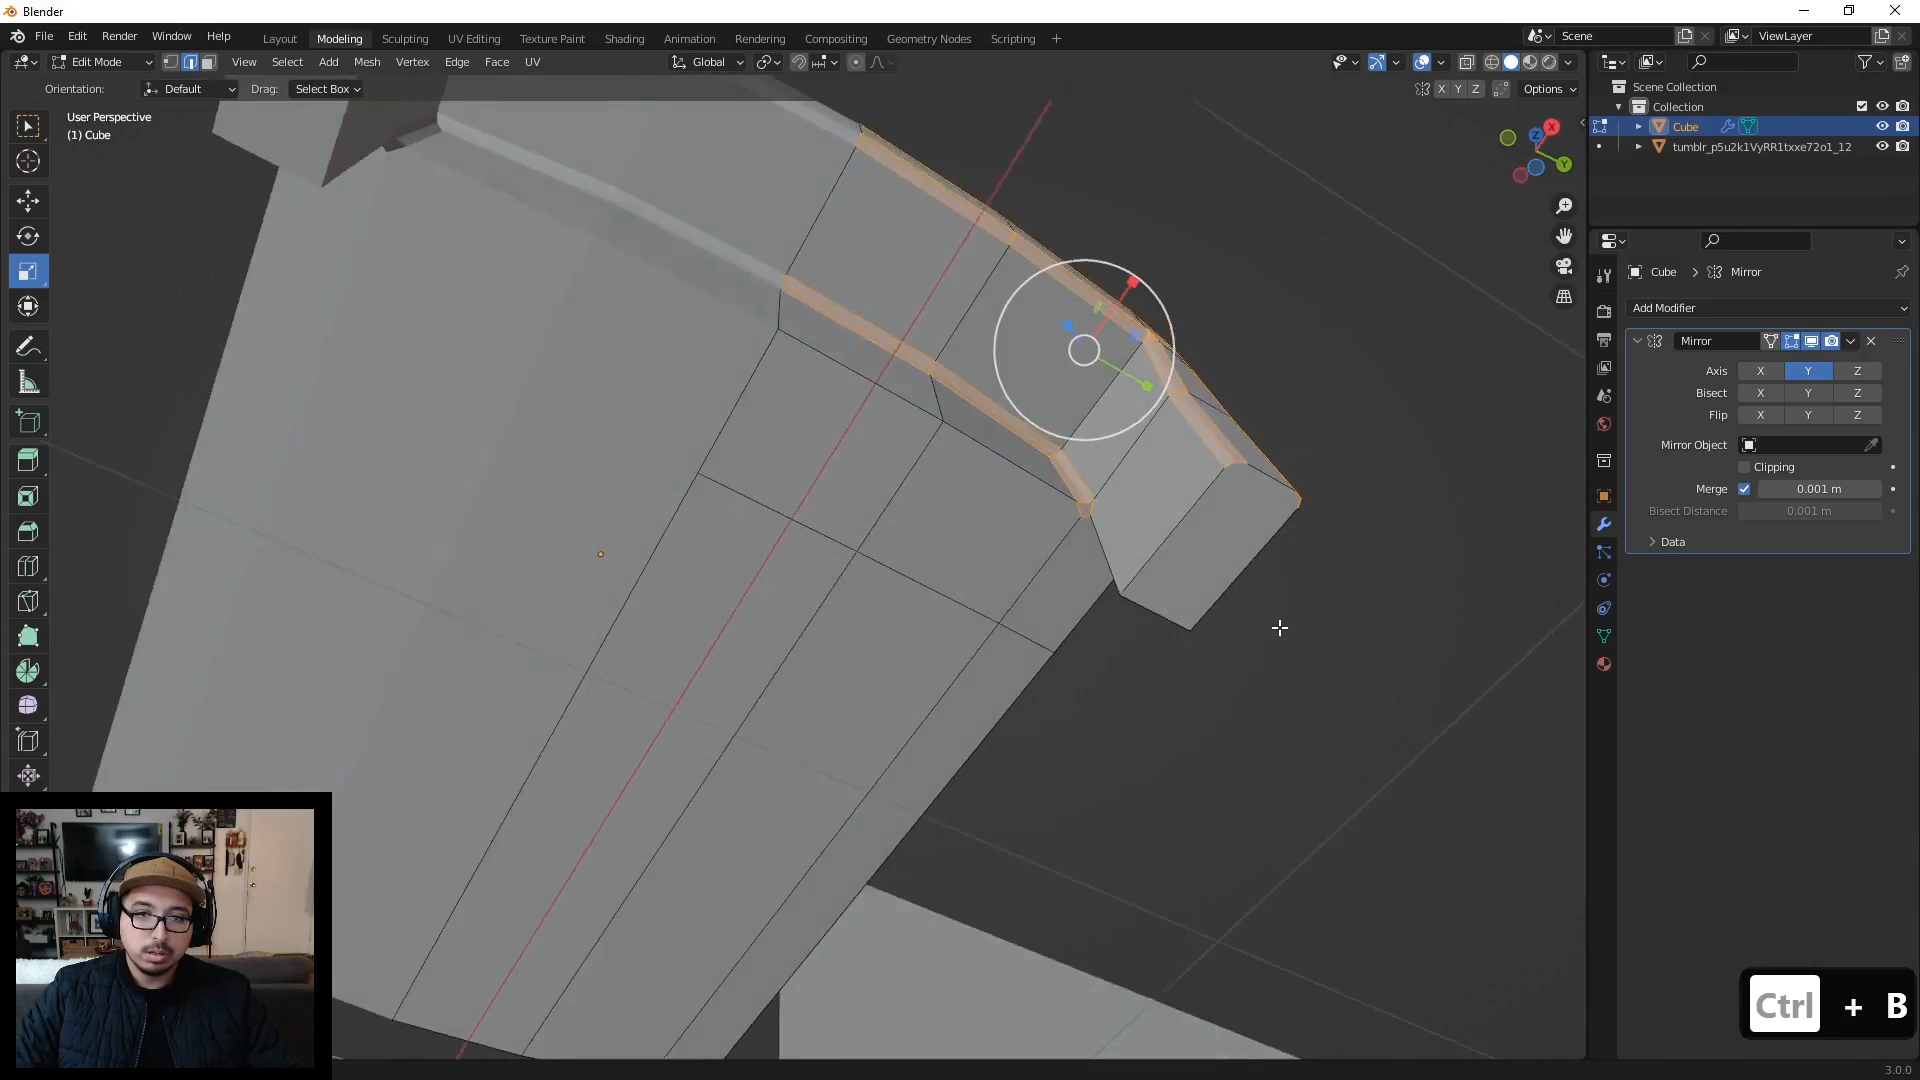 Blender
File Edit Render Window Help
Layout Modeling Sculpting UV Editing Texture Paint Shading Animation Rendering Compositing Geometry Nodes Scripting +
Scene
ViewLayer
Edit Mode
View Select Add Mesh Vertex Edge Face UV
Global
Orientation: Default Drag: Select Box
X Y Z Options
User Perspective
(1) Cube
X
Y
Z
Scene Collection
Collection
Cube
tumblr_p5u2k1VyRR1txxe72o1_12
Cube > Mirror
Add Modifier
Mirror
Axis X Y Z
Bisect X Y Z
Flip X Y Z
Mirror Object
Clipping
Merge 0.001 m
Bisect Distance 0.001 m
Data
Ctrl + B
3.0.0